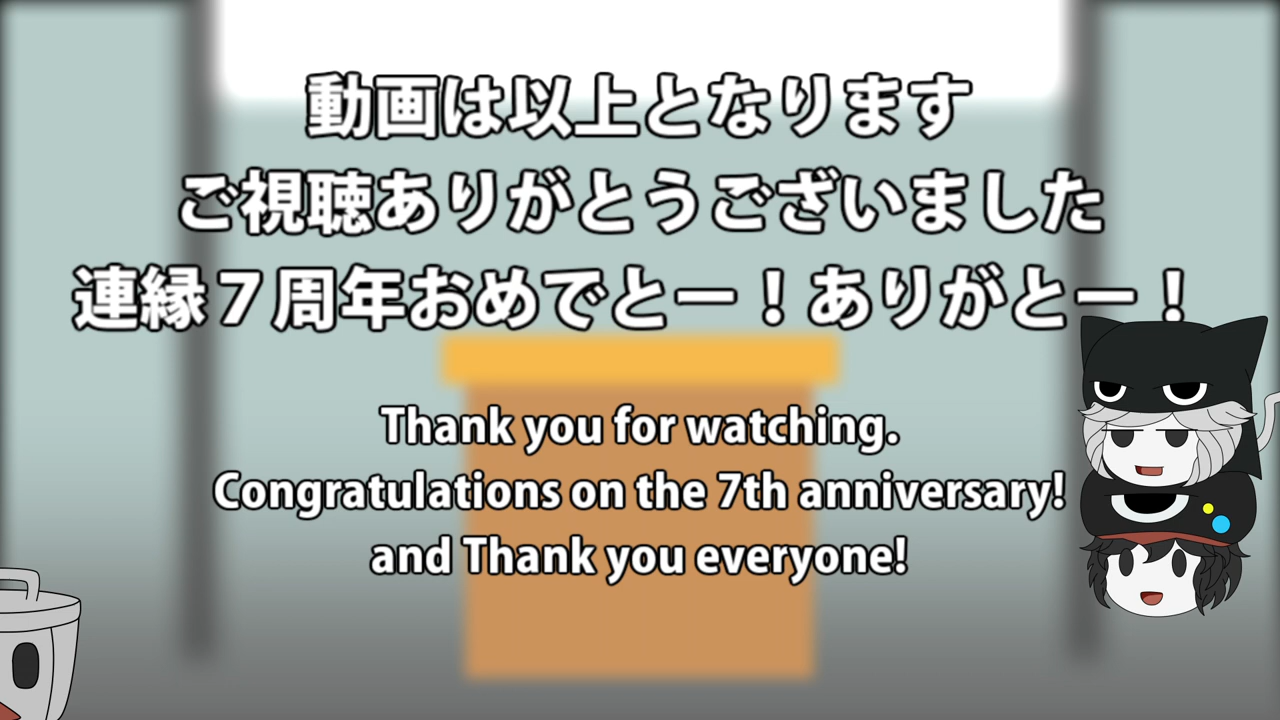 動画は以上となります
ご視聴ありがとうございました
連縁７周年おめでとー！ありがとー！
Thank you for watching.
Congratulations on the 7th anniversary!
and Thank you everyone!